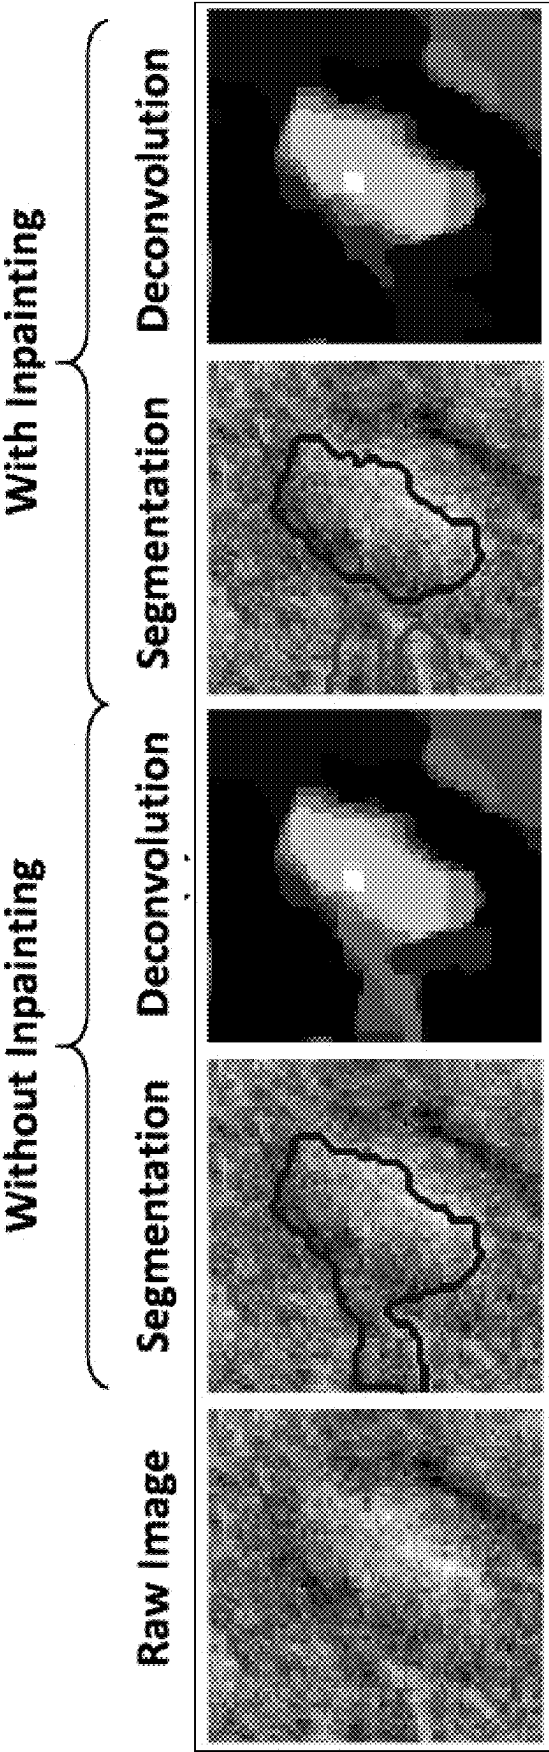 Without Inpainting
With Inpainting
Raw Image
Segmentation
Deconvolution
Segmentation
Deconvolution